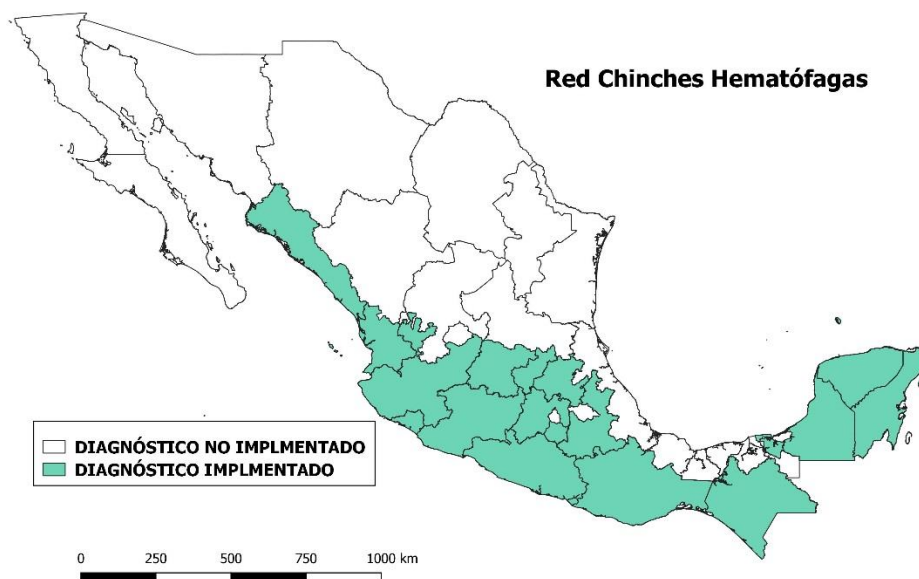 Red Chinches Hematófagas
DIAGNÓSTICO NO IMPLMENTADO
DIAGNÓSTICO IMPLMENTADO
0 250 500 750 1000 km